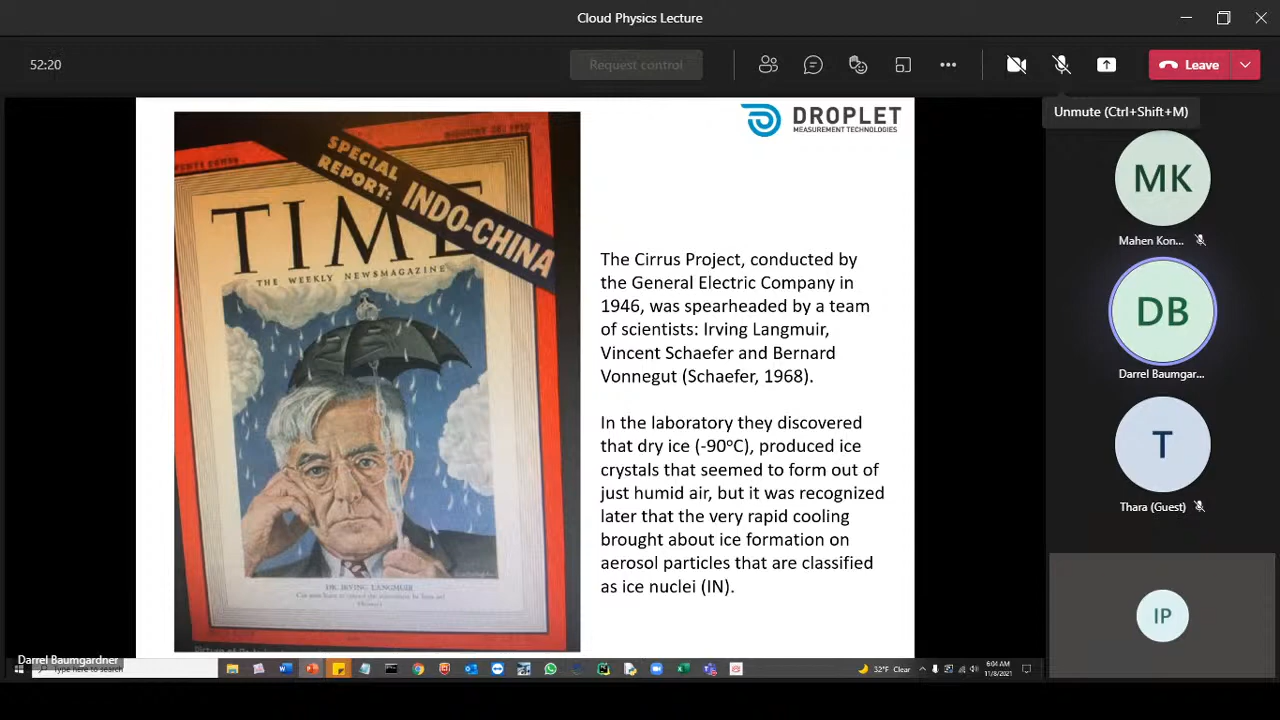 Cloud Physics Lecture
52:20
Request control
Leave
Unmute (Ctrl+Shift+M)
DROPLET
MEASUREMENT TECHNOLOGIES
SPECIAL
REPORT:
INDO-CHINA
TIME
THE WEEKLY NEWSMAGAZINE
DR. IRVING LANGMUIR
The Cirrus Project, conducted by
the General Electric Company in
1946, was spearheaded by a team
of scientists: Irving Langmuir,
Vincent Schaefer and Bernard
Vonnegut (Schaefer, 1968).
In the laboratory they discovered
that dry ice (-90°C), produced ice
crystals that seemed to form out of
just humid air, but it was recognized
later that the very rapid cooling
brought about ice formation on
aerosol particles that are classified
as ice nuclei (IN).
MK
Mahen Kon...
DB
Darrel Baumgar...
T
Thara (Guest)
IP
Darrel Baumgardner
Type here to search
32°F Clear
6:04 AM
11/8/2021